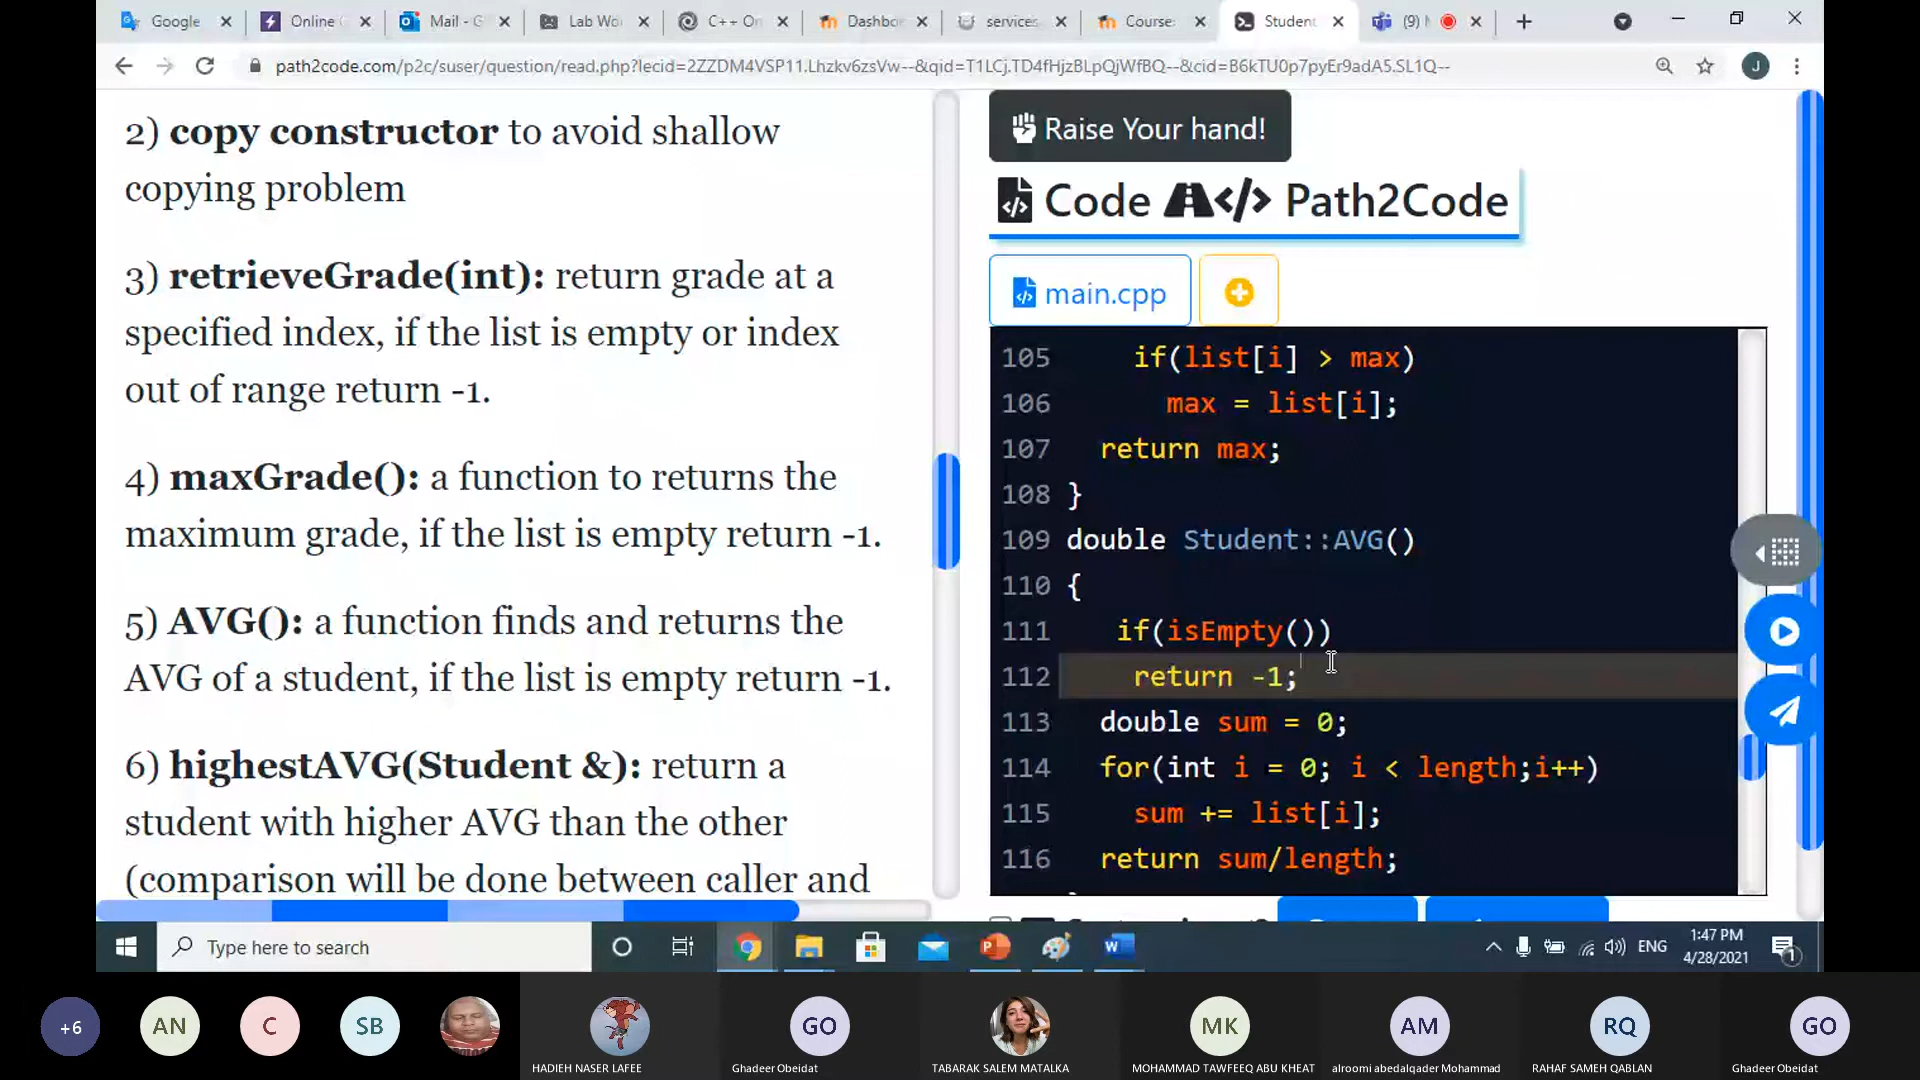 Google
Online
Mail - G
Lab Wo
C++ On
Dashbo
services
Course
Student
(9)
path2code.com/p2c/suser/question/read.php?lecid=2ZZDM4VSP11.Lhzkv6zsVw--&qid=T1LCj.TD4fHjzBLpQjWfBQ--&cid=B6kTU0p7pyEr9adA5.SL1Q--
J
2) copy constructor to avoid shallow
copying problem
3) retrieveGrade(int): return grade at a
specified index, if the list is empty or index
out of range return -1.
4) maxGrade(): a function to returns the
maximum grade, if the list is empty return -1.
5) AVG(): a function finds and returns the
AVG of a student, if the list is empty return -1.
6) highestAVG(Student &): return a
student with higher AVG than the other
(comparison will be done between caller and
Raise Your hand!
Code </> Path2Code
main.cpp
105 if(list[i] > max)
106 max = list[i];
107 return max;
108 }
109 double Student::AVG()
110 {
111 if(isEmpty())
112 return -1;
113 double sum = 0;
114 for(int i = 0; i < length;i++)
115 sum += list[i];
116 return sum/length;
Type here to search
ENG
1:47 PM
4/28/2021
1
+6
AN
C
SB
GO
MK
AM
RQ
GO
HADIEH NASER LAFEE
Ghadeer Obeidat
TABARAK SALEM MATALKA
MOHAMMAD TAWFEEQ ABU KHEAT
alroomi abedalqader Mohammad
RAHAF SAMEH QABLAN
Ghadeer Obeidat